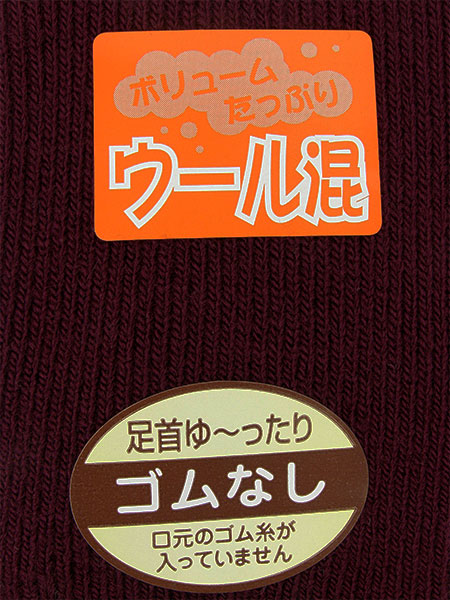 ボリューム
たっぷり
ウール混
足首ゆ〜ったり
ゴムなし
口元のゴム糸が
入っていません